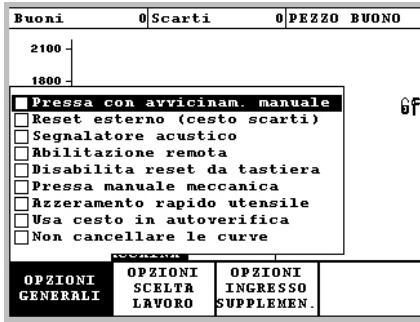 Buoni 0 Scarti 0 PEZZO BUONO
2100
1800
Pressa con avvicinam. manuale
Reset esterno (cesto scarti)
Segnalatore acustico
Abilitazione remota
Disabilita reset da tastiera
Pressa manuale meccanica
Azzeramento rapido utensile
Usa cesto in autoverifica
Non cancellare le curve
OPZIONI GENERALI
OPZIONI SCELTA LAVORO
OPZIONI INGRESSO SUPPLEMEN.